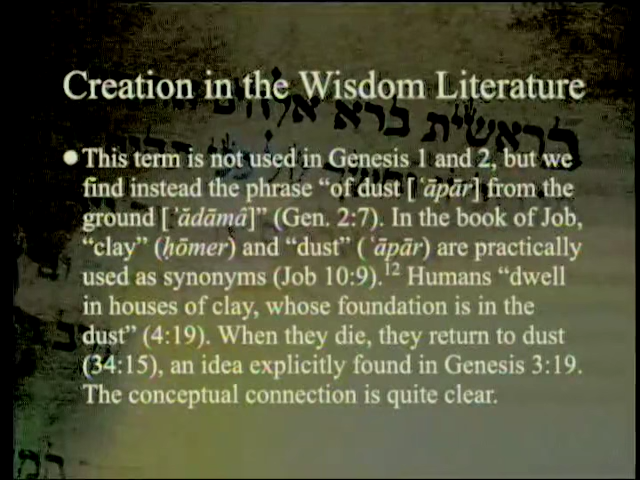 Creation in the Wisdom Literature
בראשית ברא אלהים
● This term is not used in Genesis 1 and 2, but we
find instead the phrase “of dust [ʿāpār] from the
ground [ʾădāmâ]” (Gen. 2:7). In the book of Job,
“clay” (ḥōmer) and “dust” (ʿāpār) are practically
used as synonyms (Job 10:9).¹² Humans “dwell
in houses of clay, whose foundation is in the
dust” (4:19). When they die, they return to dust
(34:15), an idea explicitly found in Genesis 3:19.
The conceptual connection is quite clear.